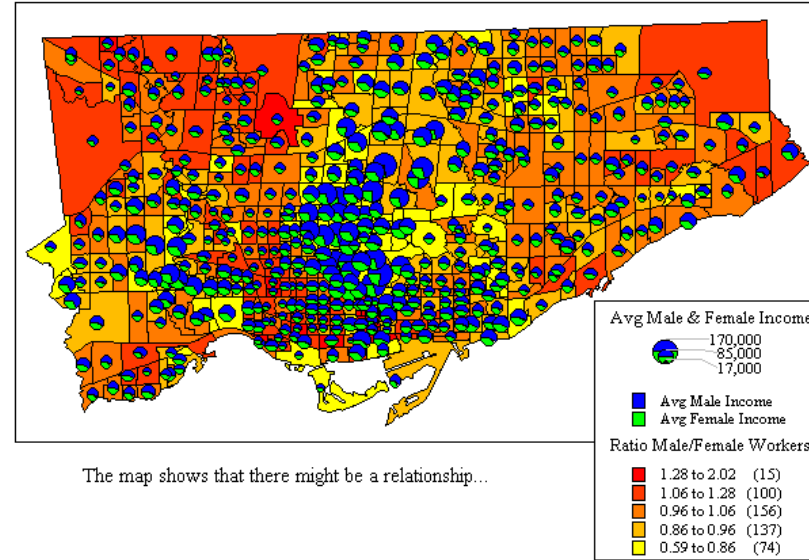 Avg Male & Female Income
170,000
85,000
17,000
Avg Male Income
Avg Female Income
Ratio Male/Female Workers
1.28 to 2.02 (15)
1.06 to 1.28 (100)
0.96 to 1.06 (156)
0.86 to 0.96 (137)
0.59 to 0.86 (74)
The map shows that there might be a relationship...